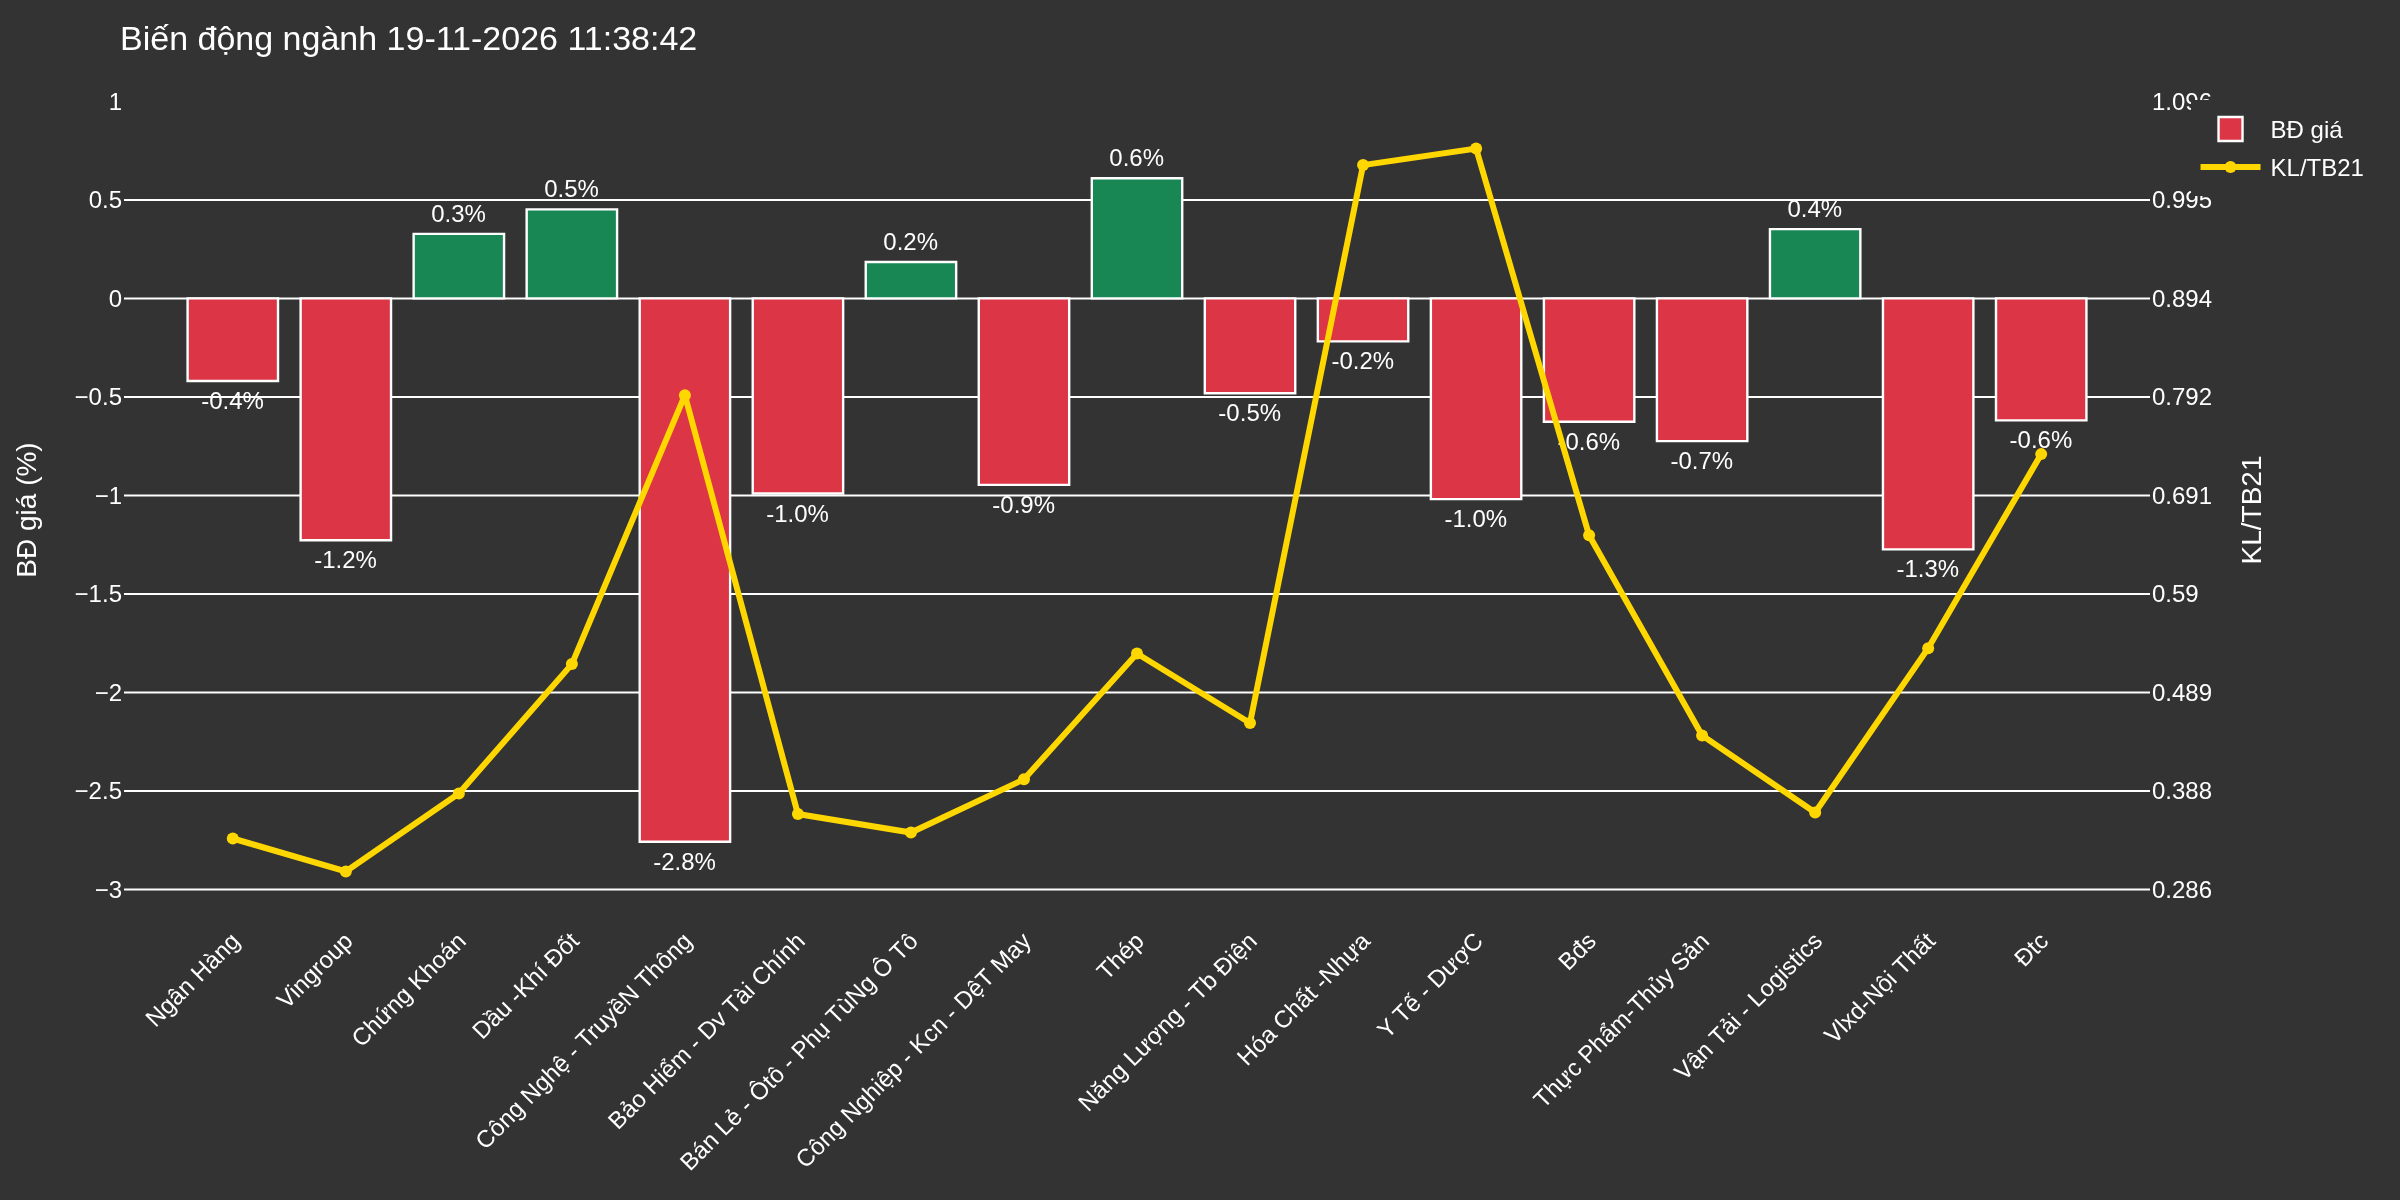 Biến động ngành 19-11-2026 11:38:42
1
0.5
0
−0.5
−1
−1.5
−2
−2.5
−3
BĐ giá (%)
0.995
0.894
0.792
0.691
0.59
0.489
0.388
0.286
KL/TB21
BĐ giá
KL/TB21
-0.4%
-1.2%
0.3%
0.5%
-2.8%
-1.0%
0.2%
-0.9%
0.6%
-0.5%
-0.2%
-1.0%
-0.6%
-0.7%
0.4%
-1.3%
-0.6%
Ngân Hàng
Vingroup
Chứng Khoán
Dầu -Khí Đốt
Công Nghệ - TruyềN Thông
Bảo Hiểm - Dv Tài Chính
Bán Lẻ - Ôtô - Phụ TùNg Ô Tô
Công Nghiệp - Kcn - DệT May
Thép
Năng Lượng - Tb Điện
Hóa Chất -Nhựa
Y Tế - DượC
Bđs
Thực Phẩm-Thủy Sản
Vận Tải - Logistics
Vlxd-Nội Thất
Đtc